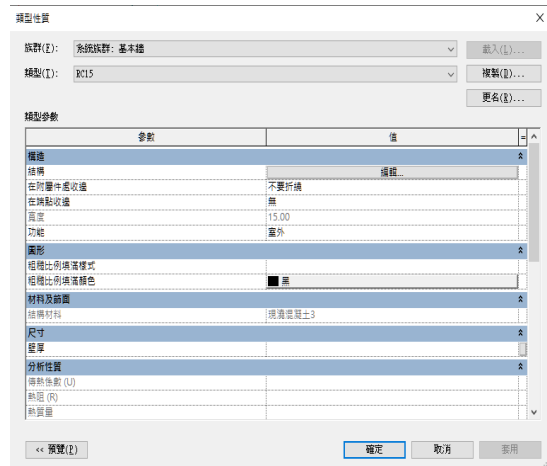 類型性質
族群(F): 系統族群: 基本牆 載入(L)...
類型(T): RC15 複製(D)...
更名(R)...
類型參數
參數 值 =
構造
結構 編輯...
在附屬件處收邊 不要折繞
在端點收邊 無
寬度 15.00
功能 室外
圖形
粗糙比例填滿樣式
粗糙比例填滿顏色 黑
材料及飾面
結構材料 現澆混凝土3
尺寸
壁厚
分析性質
傳熱係數 (U)
熱阻 (R)
熱質量
<< 預覽(P) 確定 取消 套用